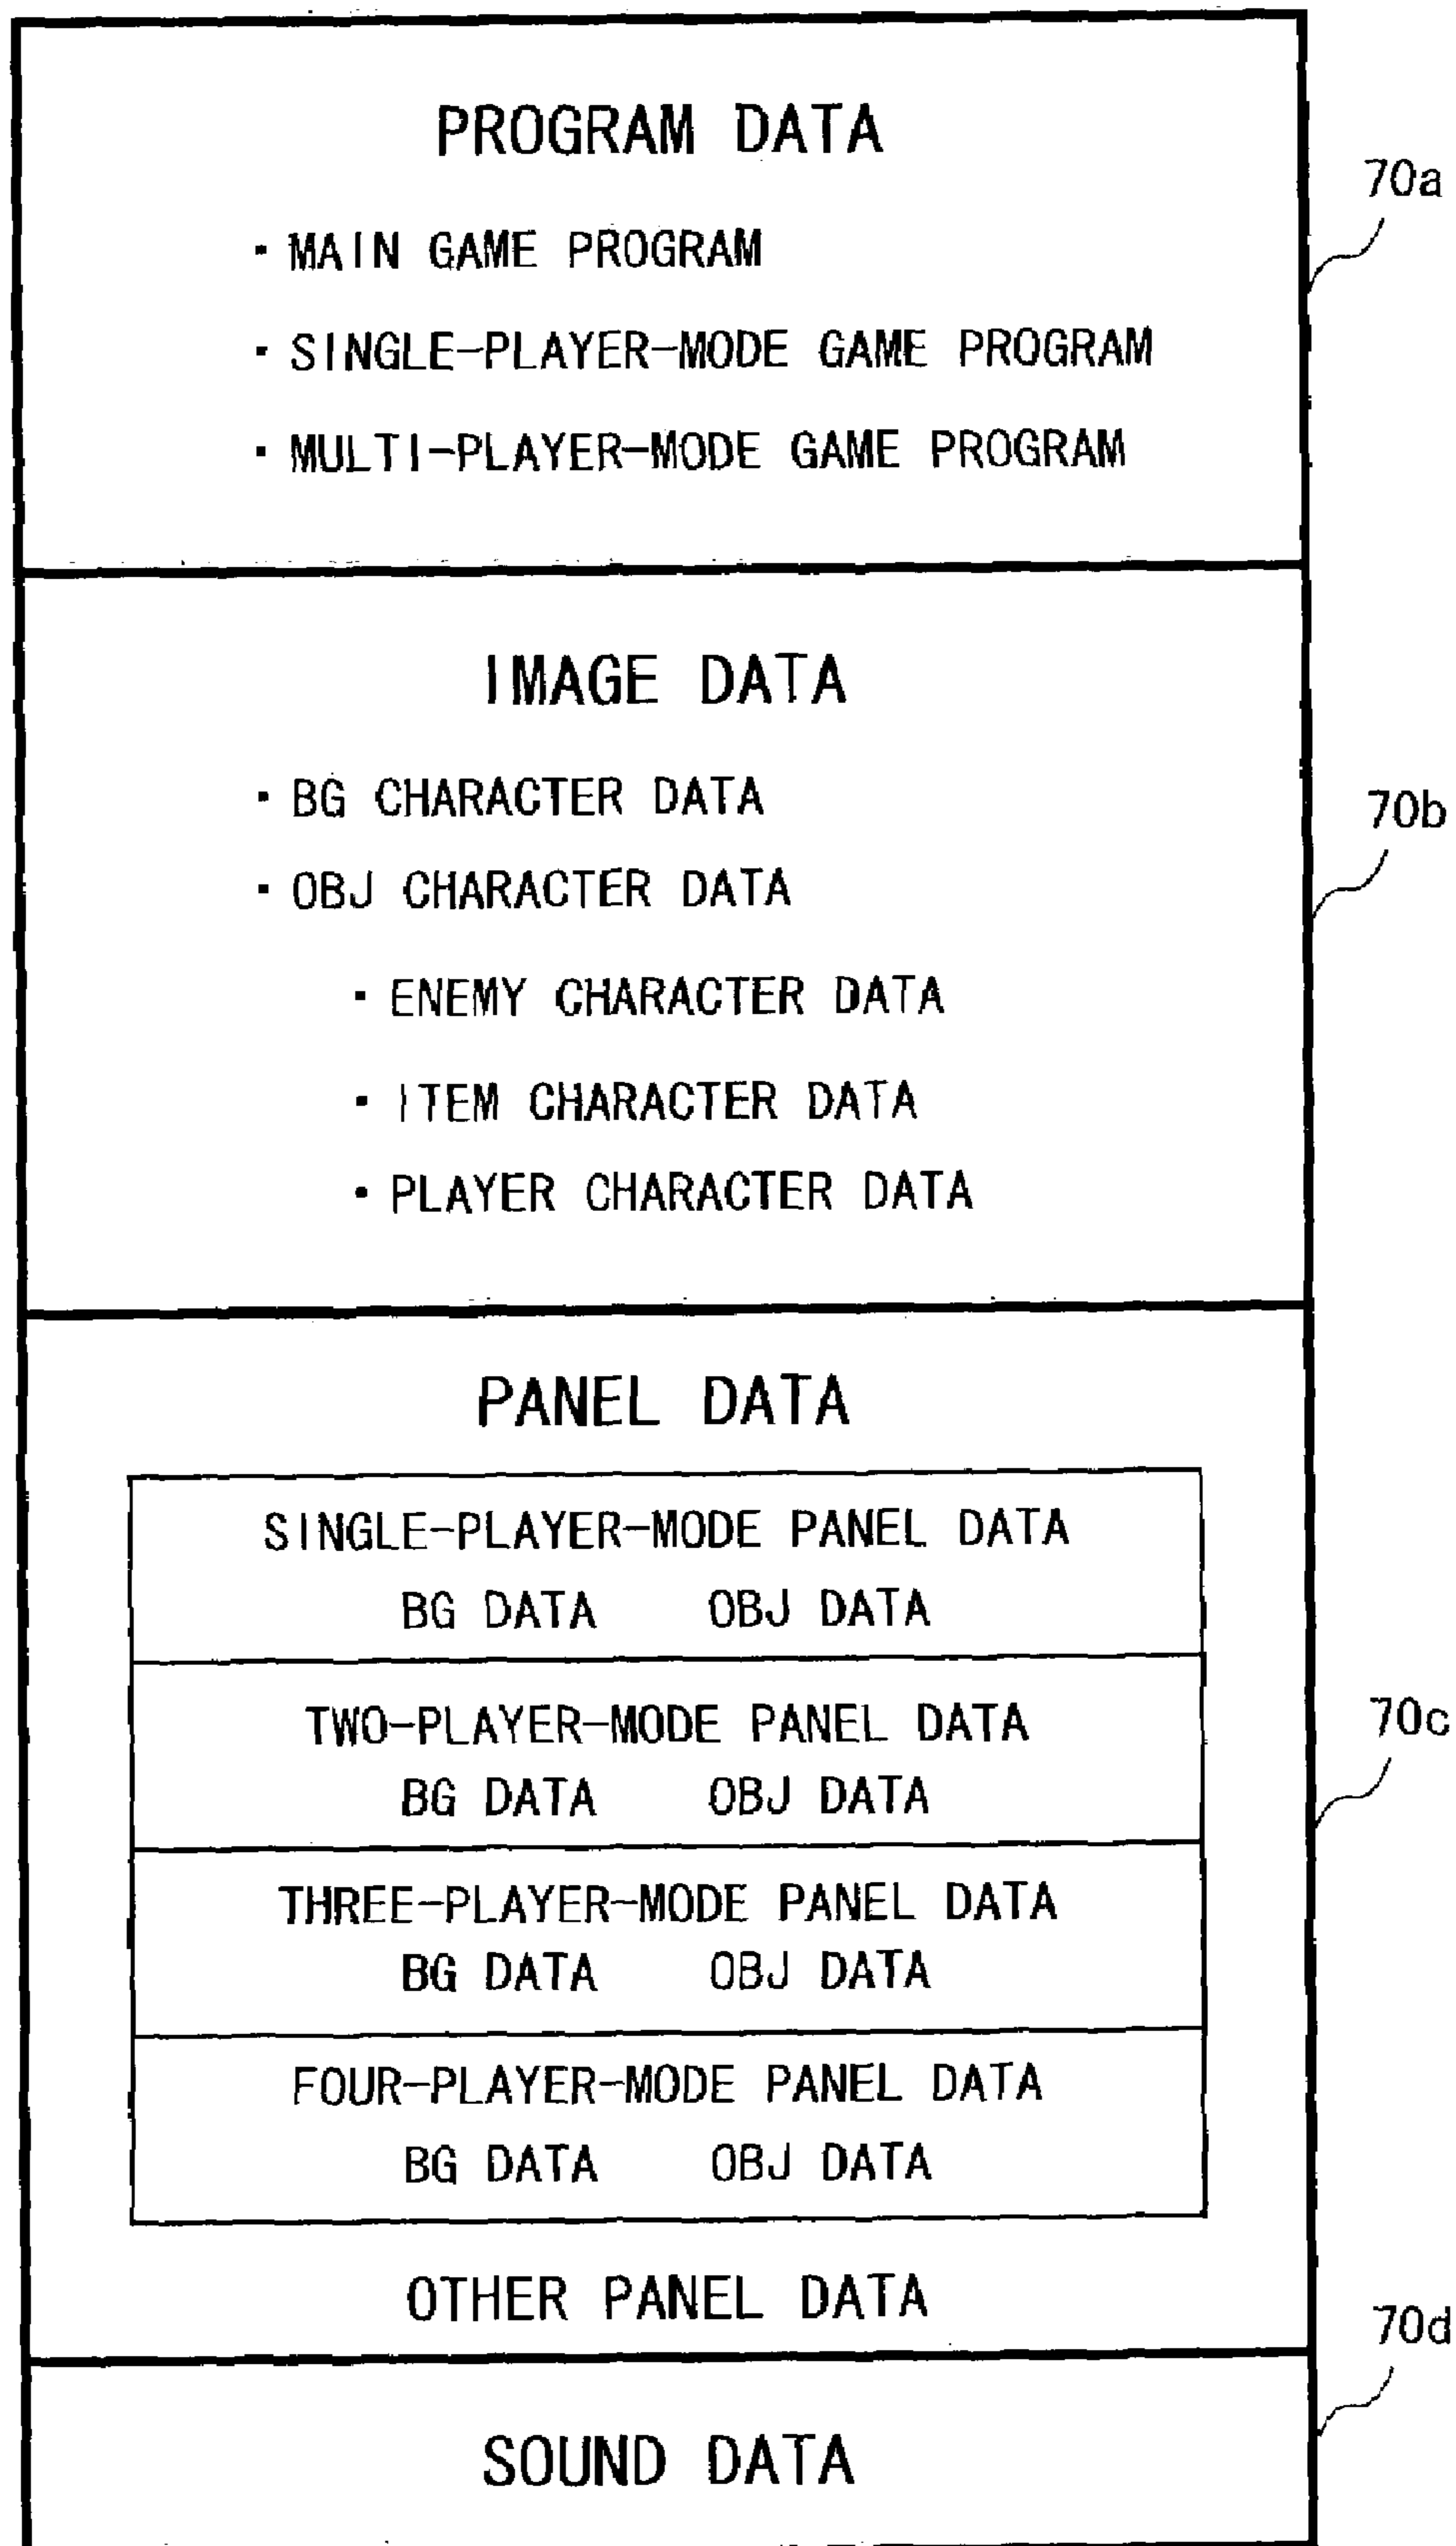 PROGRAM DATA
70a
· MAIN GAME PROGRAM
· SINGLE-PLAYER-MODE GAME PROGRAM
· MULTI-PLAYER-MODE GAME PROGRAM
IMAGE DATA
· BG CHARACTER DATA
70b
· OBJ CHARACTER DATA
· ENEMY CHARACTER DATA
· ITEM CHARACTER DATA
· PLAYER CHARACTER DATA
PANEL DATA
SINGLE-PLAYER-MODE PANEL DATA
BG DATA OBJ DATA
TWO-PLAYER-MODE PANEL DATA
70c
BG DATA OBJ DATA
THREE-PLAYER-MODE PANEL DATA
BG DATA OBJ DATA
FOUR-PLAYER-MODE PANEL DATA
BG DATA OBJ DATA
OTHER PANEL DATA
70d
SOUND DATA